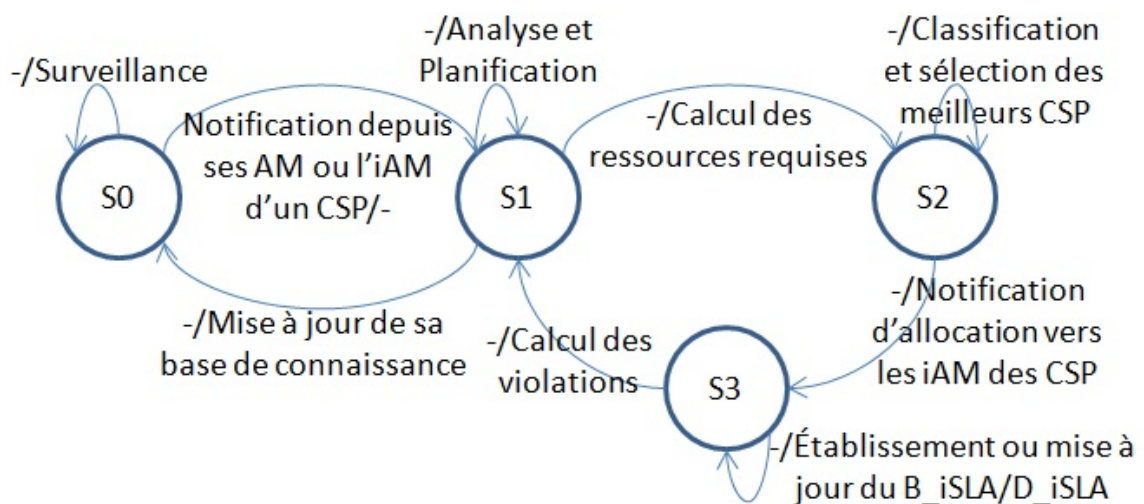 -/Surveillance
-/Analyse et
Planification
-/Classification
et sélection des
meilleurs CSP
Notification depuis
ses AM ou l’iAM
d’un CSP/-
-/Calcul des
ressources requises
S0
S1
S2
-/Mise à jour de sa
base de connaissance
-/Calcul des
violations
-/Notification
d’allocation vers
les iAM des CSP
S3
-/Établissement ou mise à
jour du B_iSLA/D_iSLA